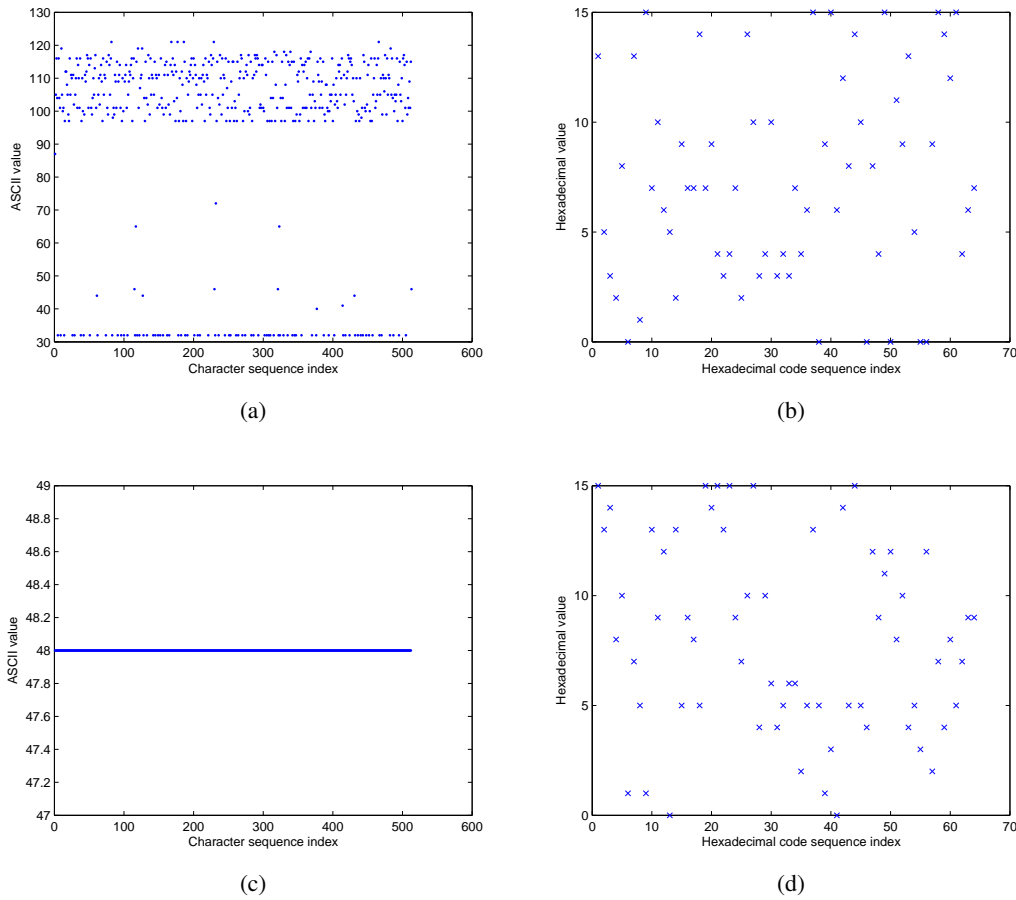 130
120
110
100
90
80
70
60
50
40
30
0 100 200 300 400 500 600
ASCII value
Character sequence index
(a)
15
10
5
0
0 10 20 30 40 50 60 70
Hexadecimal value
Hexadecimal code sequence index
(b)
49
48.8
48.6
48.4
48.2
48
47.8
47.6
47.4
47.2
47
0 100 200 300 400 500 600
ASCII value
Character sequence index
(c)
15
10
5
0
0 10 20 30 40 50 60 70
Hexadecimal value
Hexadecimal code sequence index
(d)